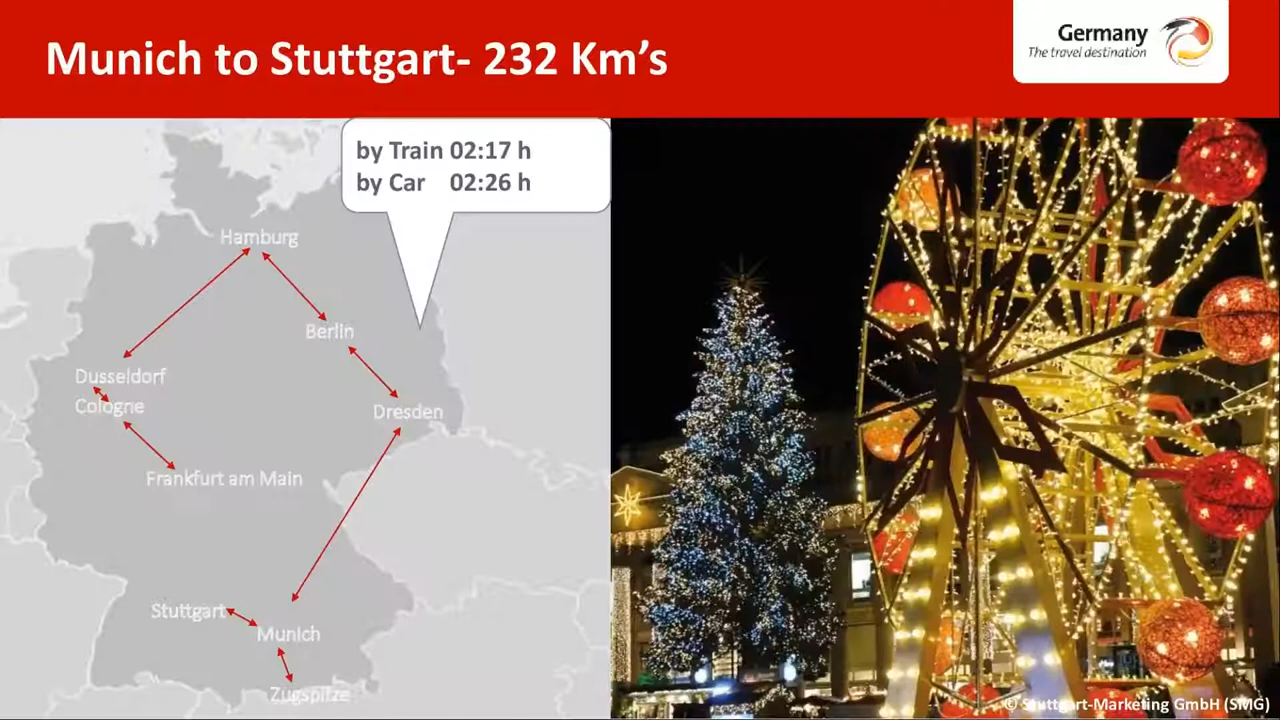 Munich to Stuttgart- 232 Km's
Germany
The travel destination
by Train 02:17 h
by Car 02:26 h
Hamburg
Berlin
Dusseldorf
Cologne
Dresden
Frankfurt am Main
Stuttgart
Munich
Zugspitze
© Stuttgart-Marketing GmbH (SMG)